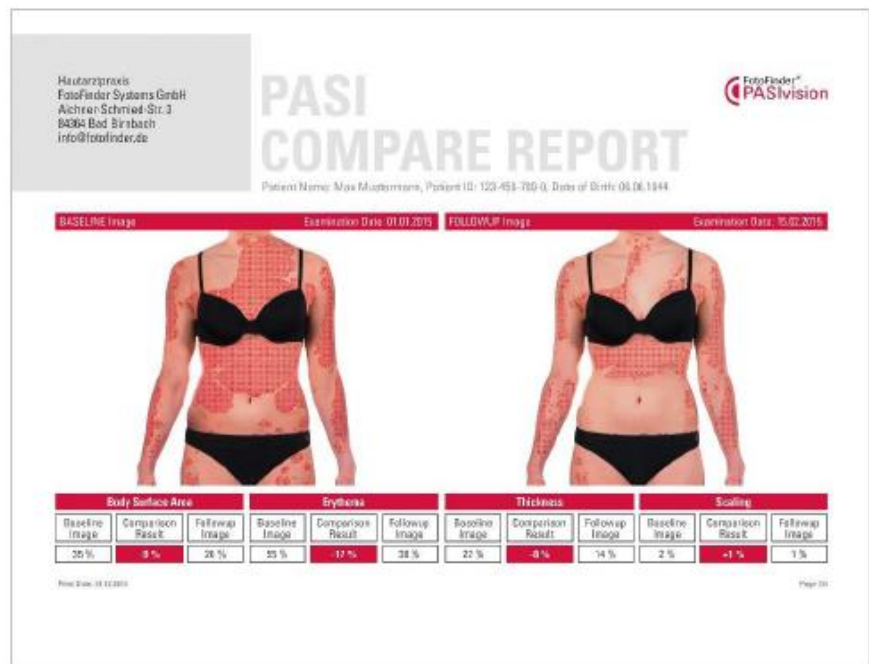 Hautarztpraxis
FotoFinder Systems GmbH
Aichner-Schmied-Str. 3
84364 Bad Birnbach
info@fotofinder.de
PASI
COMPARE REPORT
FotoFinder®
PASIvision
Patient Name: Max Mustermann, Patient ID: 123-456-789-0, Date of Birth: 06.06.1944
BASELINE Image Examination Date: 01.01.2015 FOLLOWUP Image Examination Date: 15.02.2015
Body Surface Area Erythema Thickness Scaling
Baseline Image Comparison Result Followup Image Baseline Image Comparison Result Followup Image Baseline Image Comparison Result Followup Image Baseline Image Comparison Result Followup Image
9 % 26 % 55 % -17 % 38 % 22 % -8 % 14 % 2 % 1 %
Print Date:
Page